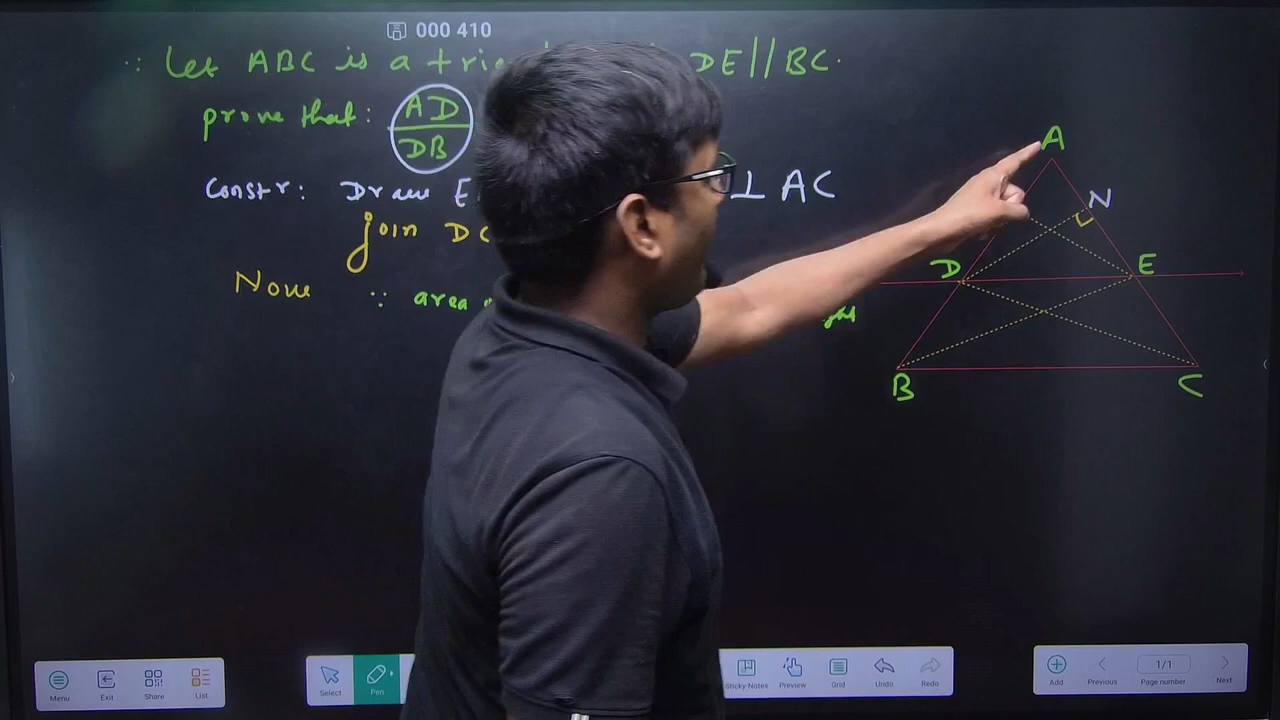 000 410
∵ Let ABC is a DE//BC.
prove that: AD
DB
Constr: Draw E ⊥ AC
join DC
Now ∵ area
A
N
D
E
B
C
Menu
Exit
Share
List
Select
Pen
Sticky-Notes
Preview
Grid
Undo
Redo
Add
Previous
1/1
Page number
Next